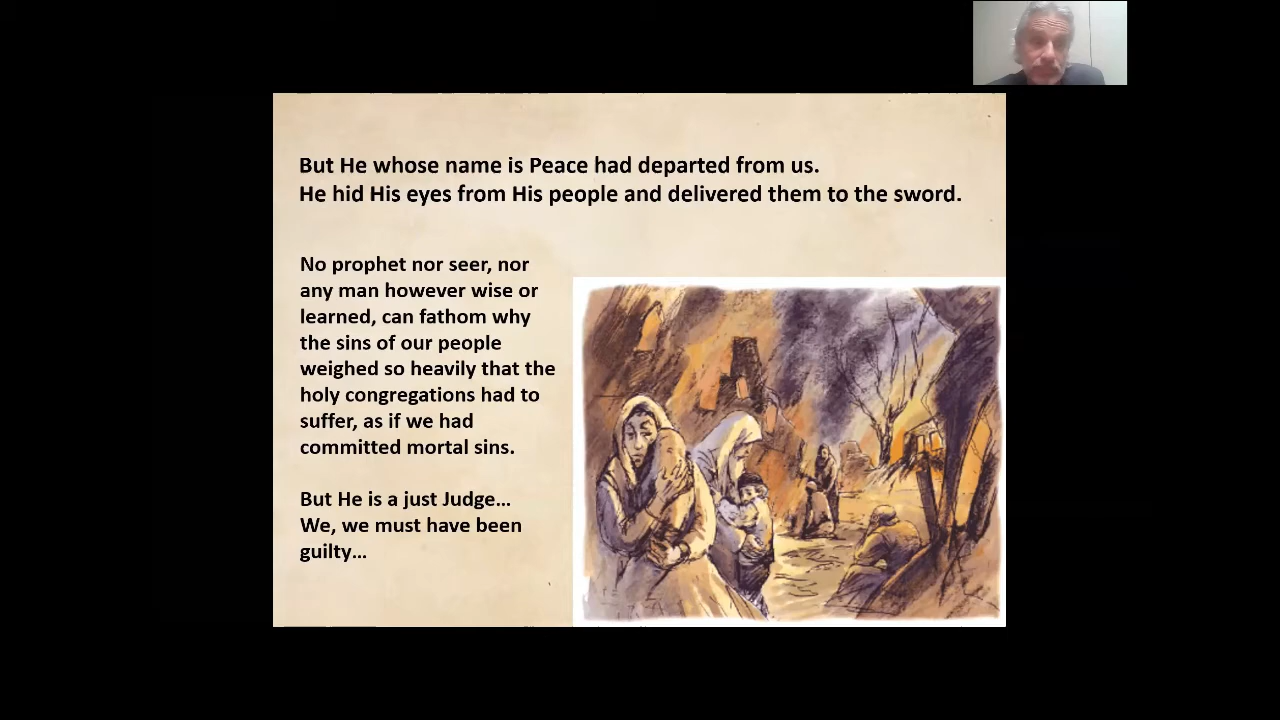 But He whose name is Peace had departed from us.
He hid His eyes from His people and delivered them to the sword.
No prophet nor seer, nor
any man however wise or
learned, can fathom why
the sins of our people
weighed so heavily that the
holy congregations had to
suffer, as if we had
committed mortal sins.
But He is a just Judge…
We, we must have been
guilty…